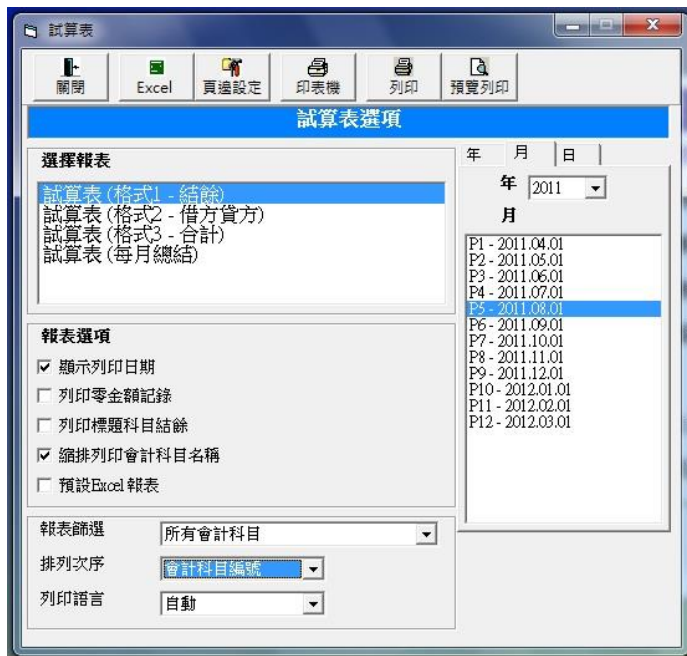 試算表
關閉
Excel
頁邊設定
印表機
列印
預覽列印
試算表選項
選擇報表
試算表 (格式1 - 結餘)
試算表 (格式2 - 借方貸方)
試算表 (格式3 - 合計)
試算表 (每月總結)
報表選項
顯示列印日期
列印零金額記錄
列印標題科目結餘
縮排列印會計科目名稱
預設Excel 報表
報表篩選 所有會計科目
排列次序 會計科目編號
列印語言 自動
年 月 日
年 2011
月
P1 - 2011.04.01
P2 - 2011.05.01
P3 - 2011.06.01
P4 - 2011.07.01
P5 - 2011.08.01
P6 - 2011.09.01
P7 - 2011.10.01
P8 - 2011.11.01
P9 - 2011.12.01
P10 - 2012.01.01
P11 - 2012.02.01
P12 - 2012.03.01